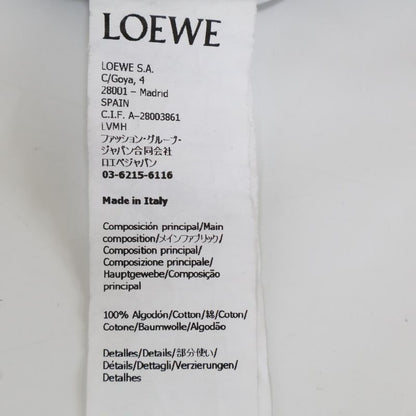 LOEWE
LOEWE S.A.
C/Goya, 4
28001 – Madrid
SPAIN
C.I.F. A-28003861
LVMH
ファッション・グループ・
ジャパン合同会社
ロエベジャパン
03-6215-6116
Made in Italy
Composición principal/Main
composition/メインファブリック/
Composition principal/
Composizione principale/
Hauptgewebe/Composição
principal
100% Algodón/Cotton/綿/Coton/
Cotone/Baumwolle/Algodão
Detalles/Details/部分使い/
Détails/Dettagli/Verzierungen/
Detalhes